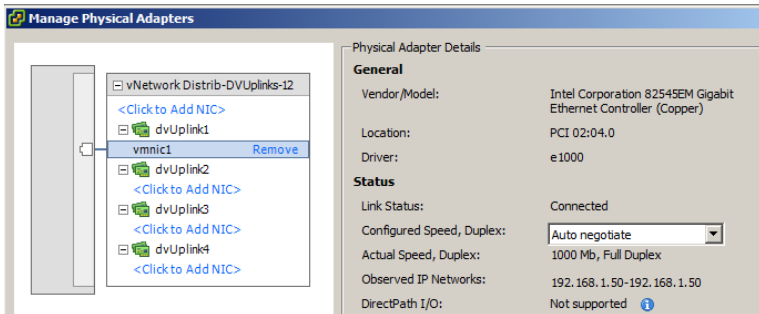 Manage Physical Adapters
vNetwork Distrib-DVUplinks-12
<Click to Add NIC>
dvUplink1
vmnic1 Remove
dvUplink2
<Click to Add NIC>
dvUplink3
<Click to Add NIC>
dvUplink4
<Click to Add NIC>
Physical Adapter Details
General
Vendor/Model: Intel Corporation 82545EM Gigabit
Ethernet Controller (Copper)
Location: PCI 02:04.0
Driver: e1000
Status
Link Status: Connected
Configured Speed, Duplex: Auto negotiate
Actual Speed, Duplex: 1000 Mb, Full Duplex
Observed IP Networks: 192.168.1.50-192.168.1.50
DirectPath I/O: Not supported